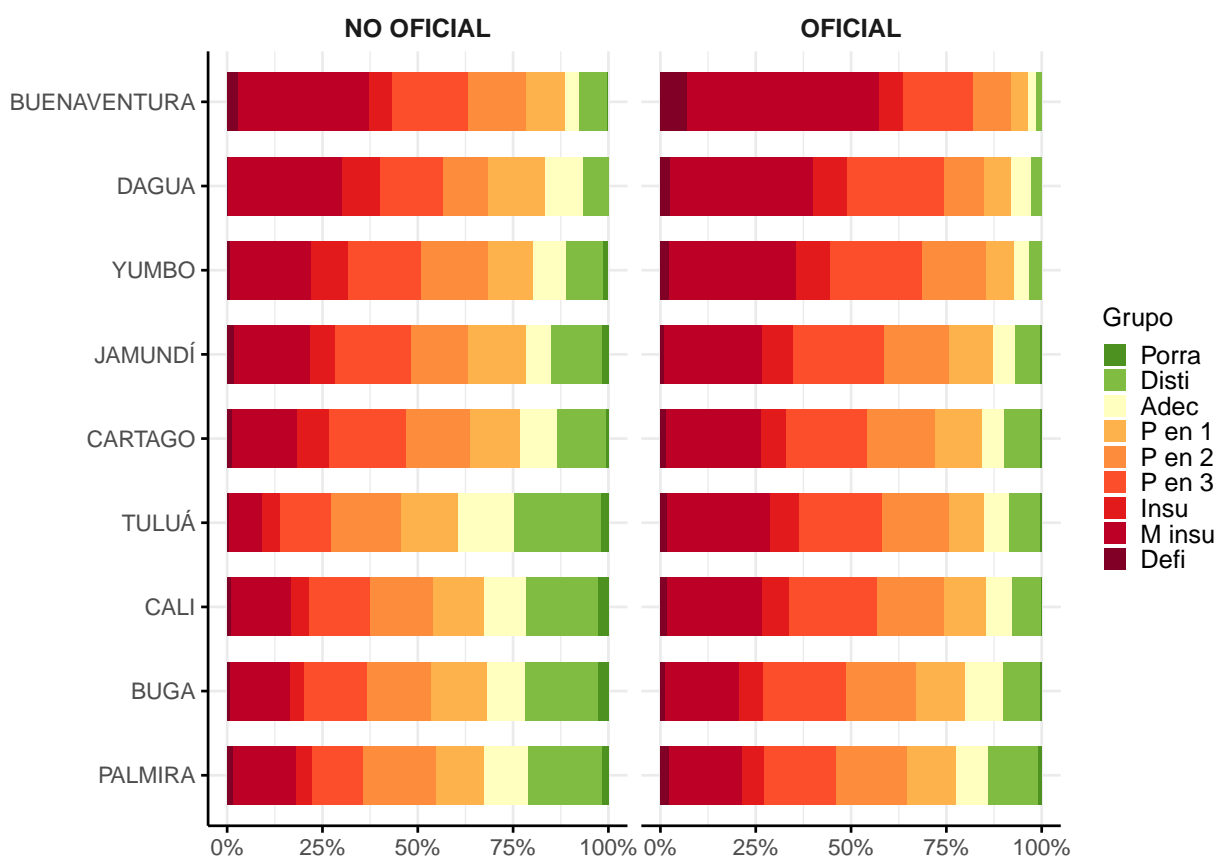 NO OFICIAL OFICIAL
BUENAVENTURA
DAGUA
YUMBO
JAMUNDÍ
CARTAGO
TULUÁ
CALI
BUGA
PALMIRA
0% 25% 50% 75% 100% 0% 25% 50% 75% 100%
Grupo
Porra
Disti
Adec
P en 1
P en 2
P en 3
Insu
M insu
Defi